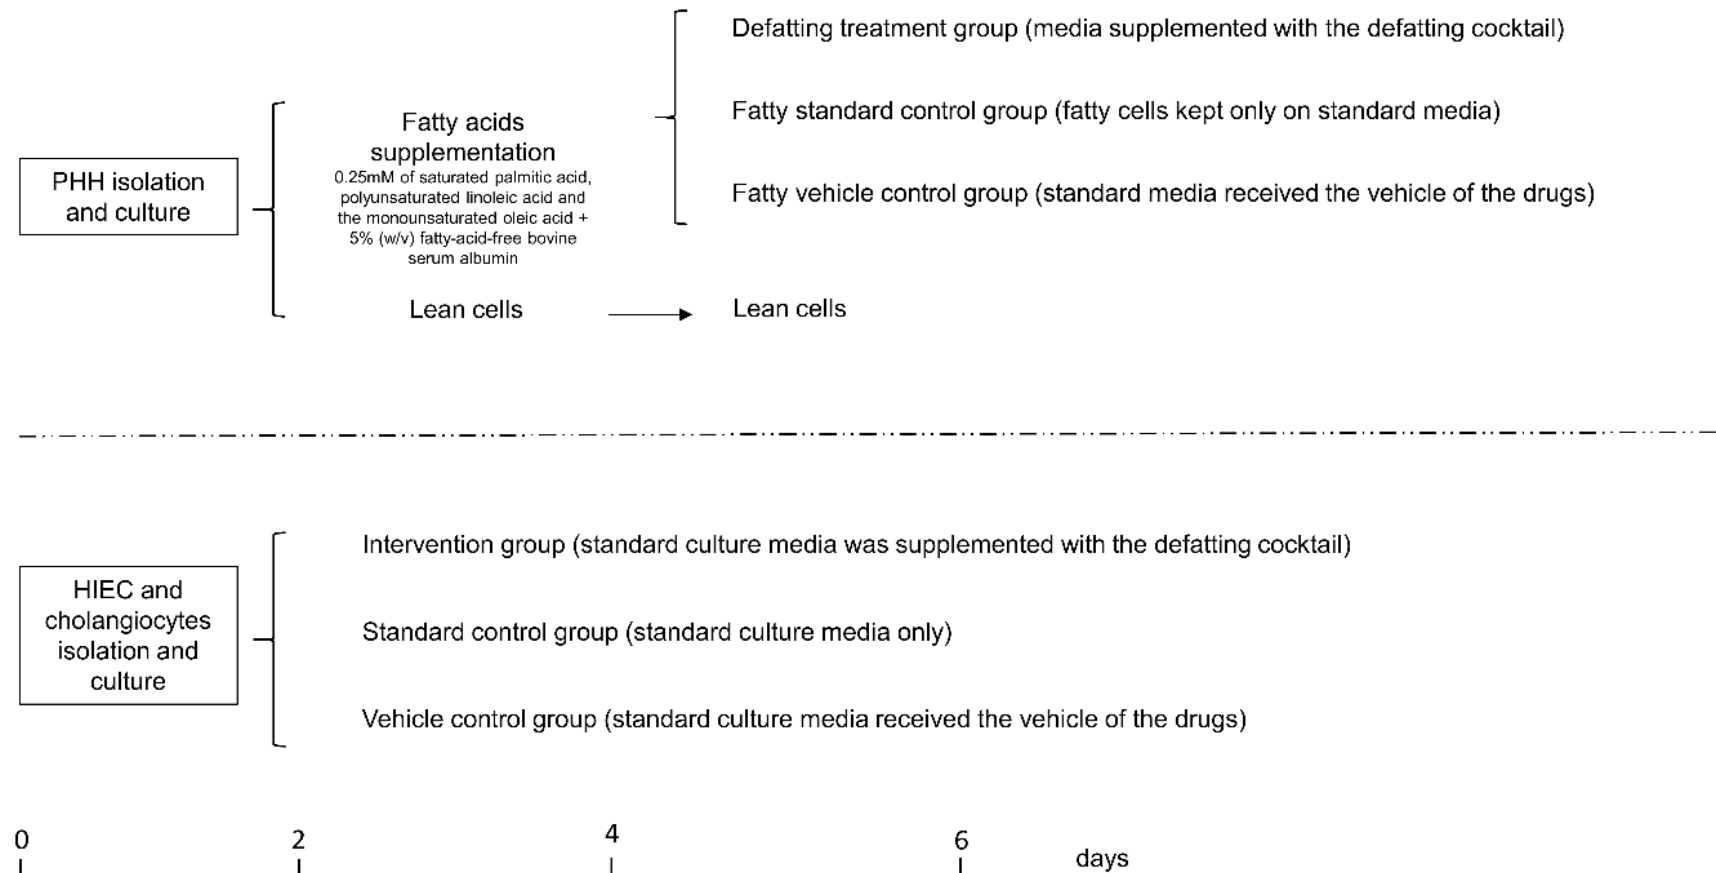 Defatting treatment group (media supplemented with the defatting cocktail)
Fatty standard control group (fatty cells kept only on standard media)
Fatty vehicle control group (standard media received the vehicle of the drugs)
PHH isolation
and culture
Fatty acids
supplementation
0.25mM of saturated palmitic acid,
polyunsaturated linoleic acid and
the monounsaturated oleic acid +
5% (w/v) fatty-acid-free bovine
serum albumin
Lean cells
Lean cells
HIEC and
cholangiocytes
isolation and
culture
Intervention group (standard culture media was supplemented with the defatting cocktail)
Standard control group (standard culture media only)
Vehicle control group (standard culture media received the vehicle of the drugs)
0 2 4 6 days